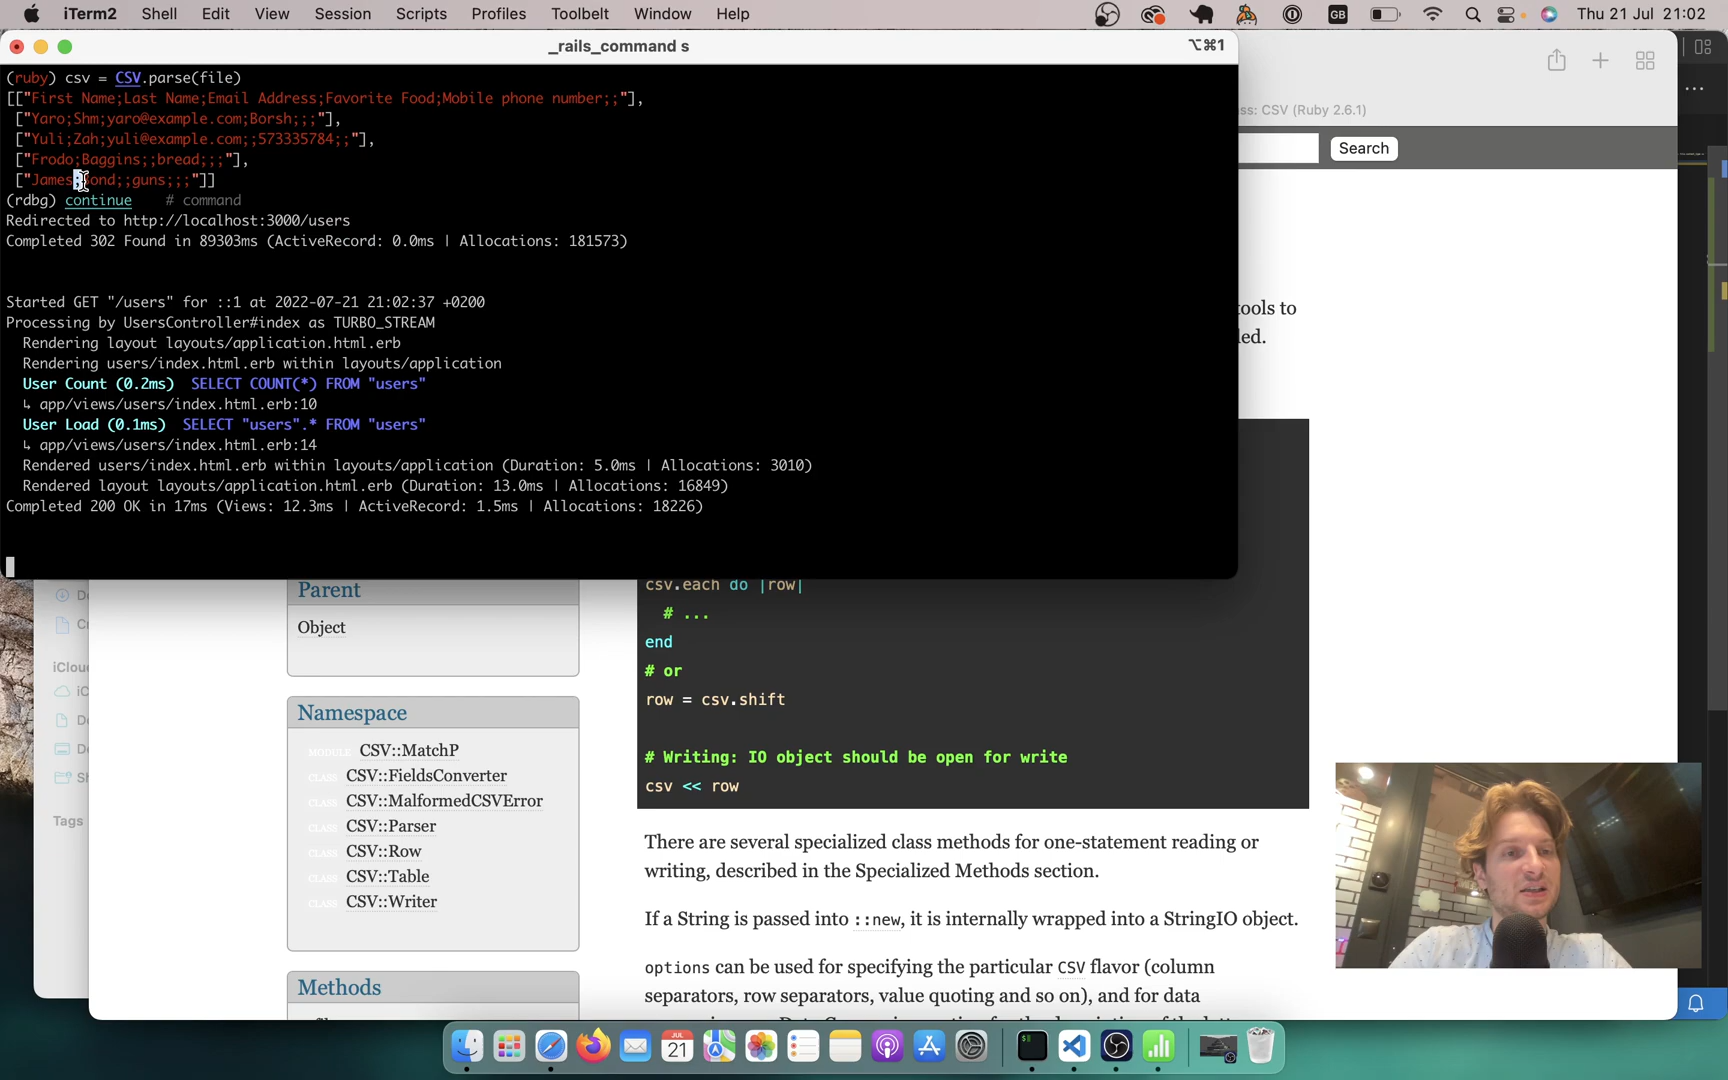 iTerm2 Shell Edit View Session Scripts Profiles Toolbelt Window Help GB Thu 21 Jul 21:02
_rails_command s ⌥⌘1
(ruby) csv = CSV.parse(file)
[["First Name;Last Name;Email Address;Favorite Food;Mobile phone number;;"],
["Yaro;Shm;yaro@example.com;Borsh;;;"],
["Yuli;Zah;yuli@example.com;;573335784;;"],
["Frodo;Baggins;;bread;;;"],
["James;Bond;;guns;;;"]]
(rdbg) continue # command
Redirected to http://localhost:3000/users
Completed 302 Found in 89303ms (ActiveRecord: 0.0ms | Allocations: 181573)
Started GET "/users" for ::1 at 2022-07-21 21:02:37 +0200
Processing by UsersController#index as TURBO_STREAM
Rendering layout layouts/application.html.erb
Rendering users/index.html.erb within layouts/application
User Count (0.2ms) SELECT COUNT(*) FROM "users"
↳ app/views/users/index.html.erb:10
User Load (0.1ms) SELECT "users".* FROM "users"
↳ app/views/users/index.html.erb:14
Rendered users/index.html.erb within layouts/application (Duration: 5.0ms | Allocations: 3010)
Rendered layout layouts/application.html.erb (Duration: 13.0ms | Allocations: 16849)
Completed 200 OK in 17ms (Views: 12.3ms | ActiveRecord: 1.5ms | Allocations: 18226)
ss: CSV (Ruby 2.6.1)
Search
tools to
led.
De
iCloud
Tags
Parent
Object
Namespace
MODULE CSV::MatchP
CLASS CSV::FieldsConverter
CLASS CSV::MalformedCSVError
CLASS CSV::Parser
CLASS CSV::Row
CLASS CSV::Table
CLASS CSV::Writer
Methods
csv.each do |row|
# ...
end
# or
row = csv.shift
# Writing: IO object should be open for write
csv << row
There are several specialized class methods for one-statement reading or
writing, described in the Specialized Methods section.
If a String is passed into ::new, it is internally wrapped into a StringIO object.
options can be used for specifying the particular CSV flavor (column
separators, row separators, value quoting and so on), and for data
JUL
21